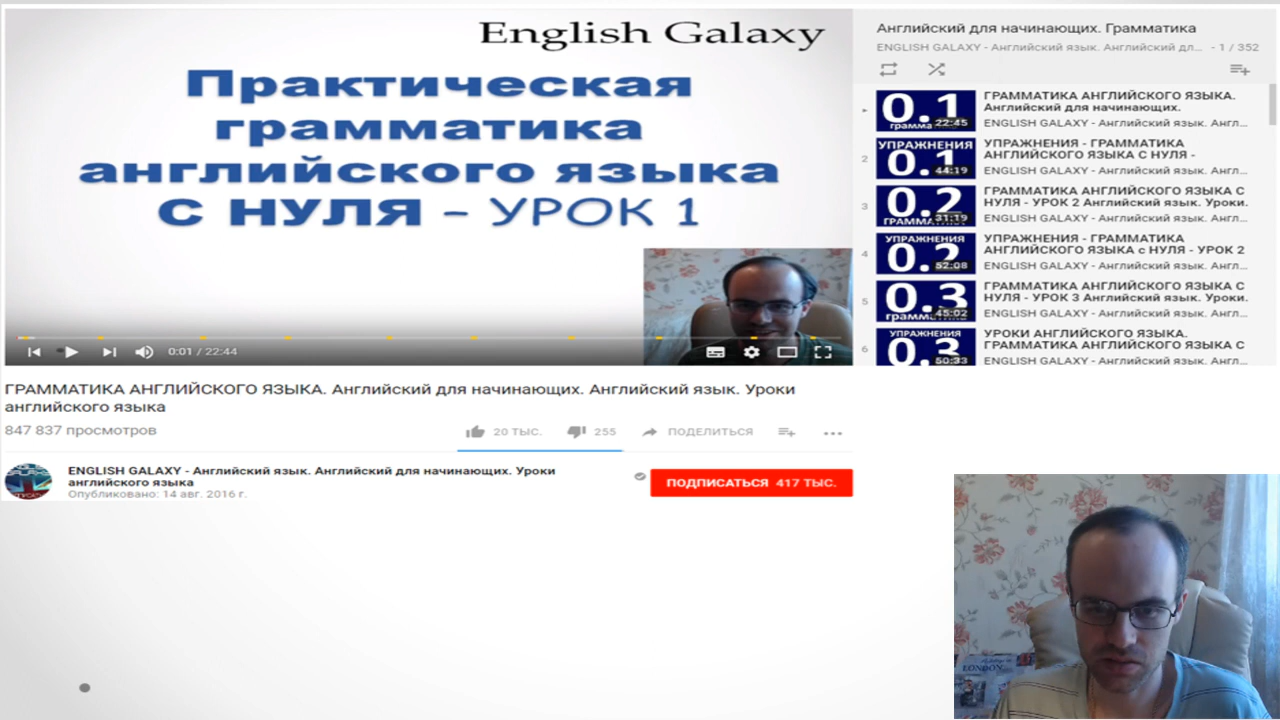 English Galaxy
Практическая
грамматика
английского языка
С НУЛЯ – УРОК 1
0:01 / 22:44
Английский для начинающих. Грамматика
ENGLISH GALAXY - Английский язык. Английский дл... - 1 / 352
0.1
22:45
ГРАММАТИКА АНГЛИЙСКОГО ЯЗЫКА.
Английский для начинающих.
ENGLISH GALAXY - Английский язык. Англ...
2
УПРАЖНЕНИЯ
0.1
44:19
УПРАЖНЕНИЯ - ГРАММАТИКА
АНГЛИЙСКОГО ЯЗЫКА С НУЛЯ -
ENGLISH GALAXY - Английский язык. Англ...
3
0.2
31:19
ГРАММАТИКА АНГЛИЙСКОГО ЯЗЫКА С
НУЛЯ - УРОК 2 Английский язык. Уроки.
ENGLISH GALAXY - Английский язык. Англ...
4
УПРАЖНЕНИЯ
0.2
52:08
УПРАЖНЕНИЯ - ГРАММАТИКА
АНГЛИЙСКОГО ЯЗЫКА с НУЛЯ - УРОК 2
ENGLISH GALAXY - Английский язык. Англ...
5
0.3
45:02
ГРАММАТИКА АНГЛИЙСКОГО ЯЗЫКА С
НУЛЯ - УРОК 3 Английский язык. Уроки.
ENGLISH GALAXY - Английский язык. Англ...
6
УПРАЖНЕНИЯ
0.3
50:33
УРОКИ АНГЛИЙСКОГО ЯЗЫКА.
ГРАММАТИКА АНГЛИЙСКОГО ЯЗЫКА С
ENGLISH GALAXY - Английский язык. Англ...
ГРАММАТИКА АНГЛИЙСКОГО ЯЗЫКА. Английский для начинающих. Английский язык. Уроки
английского языка
847 837 просмотров
20 ТЫС. 255 ПОДЕЛИТЬСЯ
ENGLISH GALAXY - Английский язык. Английский для начинающих. Уроки
английского языка
Опубликовано: 14 авг. 2016 г.
ПОДПИСАТЬСЯ 417 ТЫС.
LONDON